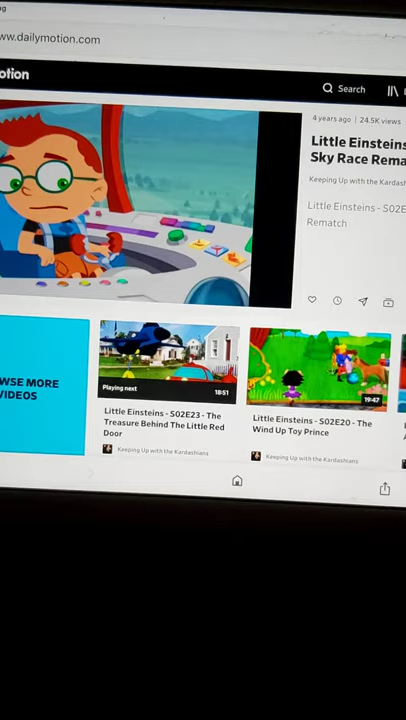 ww.dailymotion.com
otion
Search
4 years ago | 24.5K views
Little Einsteins
Sky Race Rema
Keeping Up with the Kardash
Little Einsteins - S02E
Rematch
WSE MORE
VIDEOS
Playing next
18:51
19:47
Little Einsteins - S02E23 - The
Treasure Behind The Little Red
Door
Keeping Up with the Kardashians
Little Einsteins - S02E20 - The
Wind Up Toy Prince
Keeping Up with the Kardashians